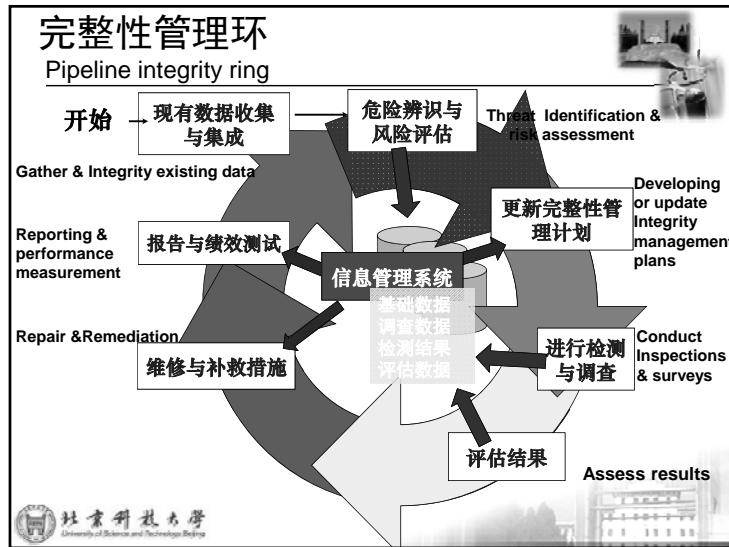 完整性管理环
Pipeline integrity ring
开始
现有数据收集
与集成
危险辨识与
风险评估
Threat Identification &
risk assessment
Gather & Integrity existing data
更新完整性管
理计划
Developing
or update
Integrity
management
plans
Reporting &
performance
measurement
报告与绩效测试
信息管理系统
基础数据
调查数据
检测结果
评估数据
Repair &Remediation
维修与补救措施
进行检测
与调查
Conduct
Inspections
& surveys
评估结果
Assess results
北京科技大学
University of Science and Technology Beijing